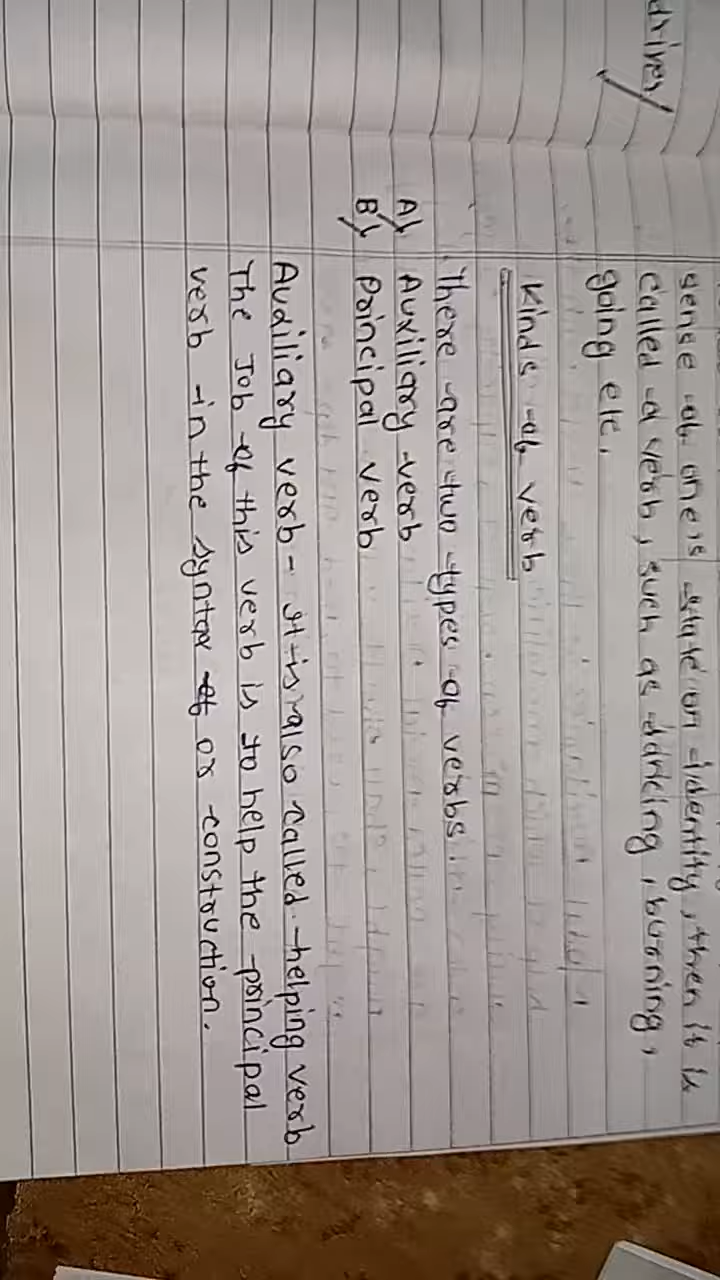 driver
sense of one's state or identity, then it is
called a verb, such as dancing, burning,
going etc.
Kinds of verb
There are two types of verbs
A) Auxiliary verb
B) Principal verb
Auxiliary verb - It is also called helping verb
The Job of this verb is to help the principal
verb in the syntax of or construction.